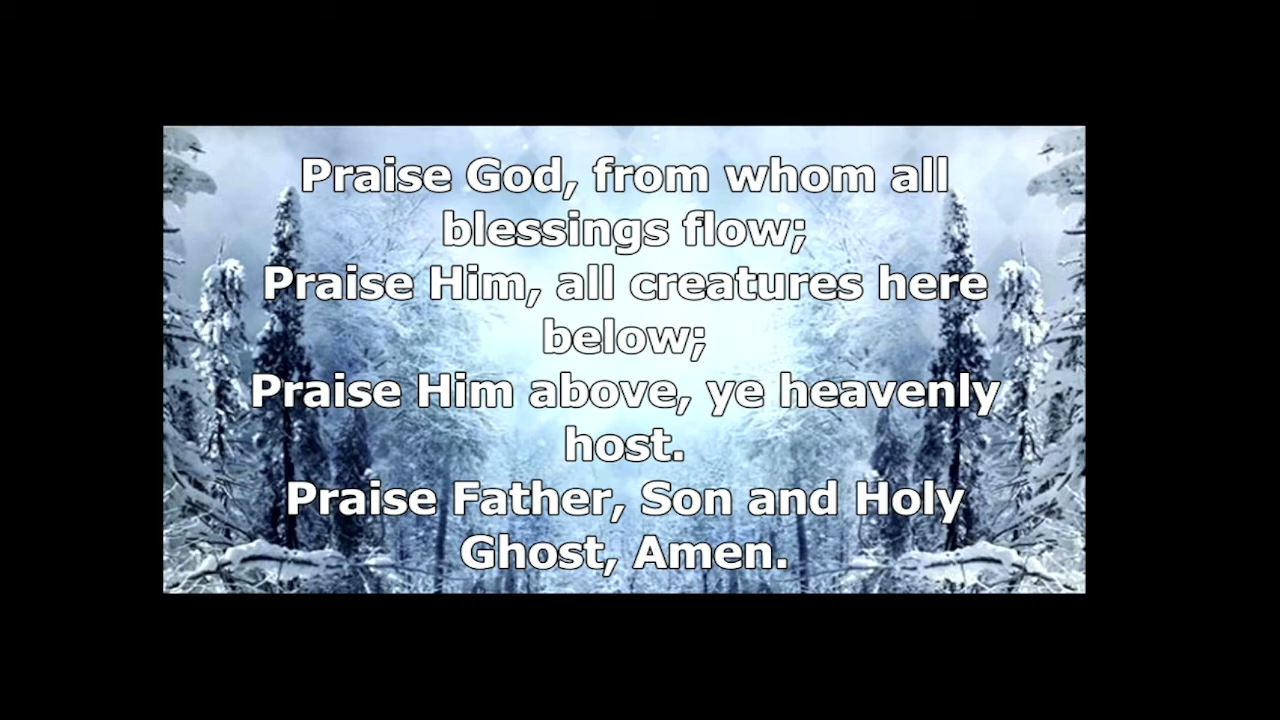 Praise God, from whom all
blessings flow;
Praise Him, all creatures here
below;
Praise Him above, ye heavenly
host.
Praise Father, Son and Holy
Ghost, Amen.